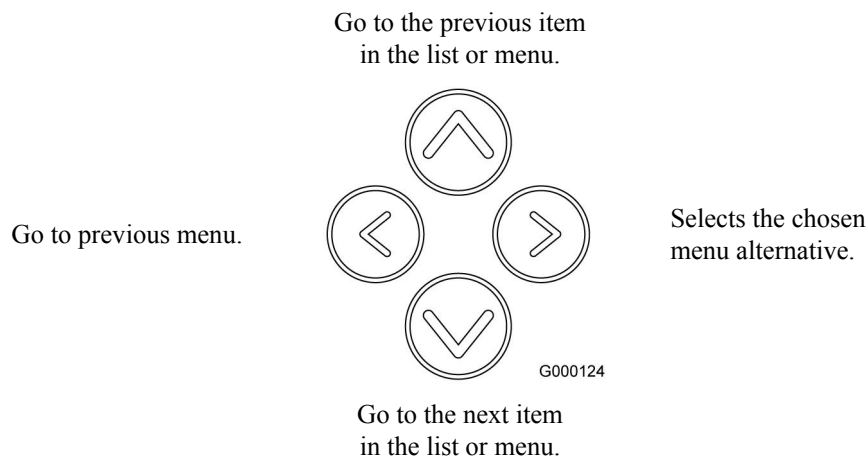 Go to the previous item
in the list or menu.
Go to previous menu.
Selects the chosen
menu alternative.
G000124
Go to the next item
in the list or menu.